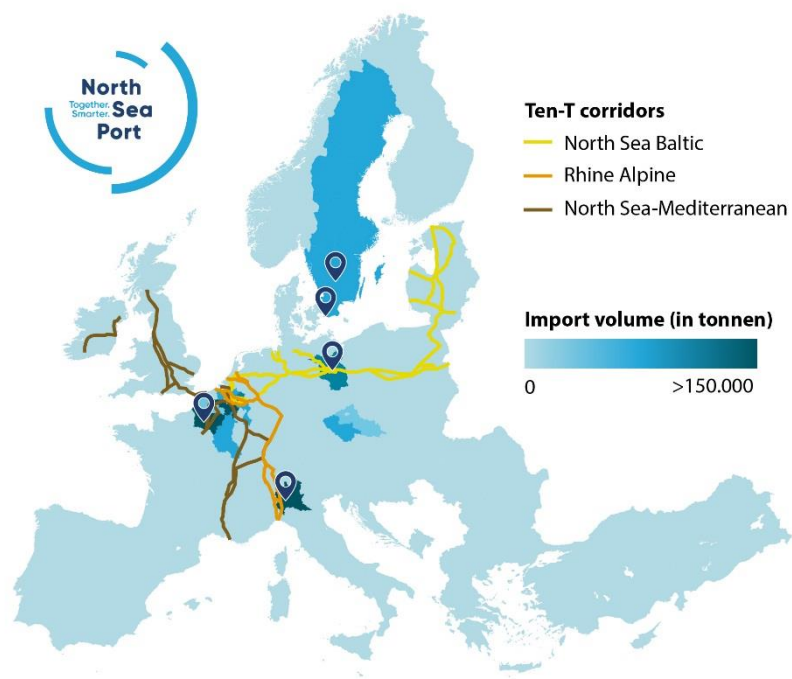 North
Together. Sea
Smarter.
Port
Ten-T corridors
North Sea Baltic
Rhine Alpine
North Sea-Mediterranean
Import volume (in tonnen)
0 >150.000